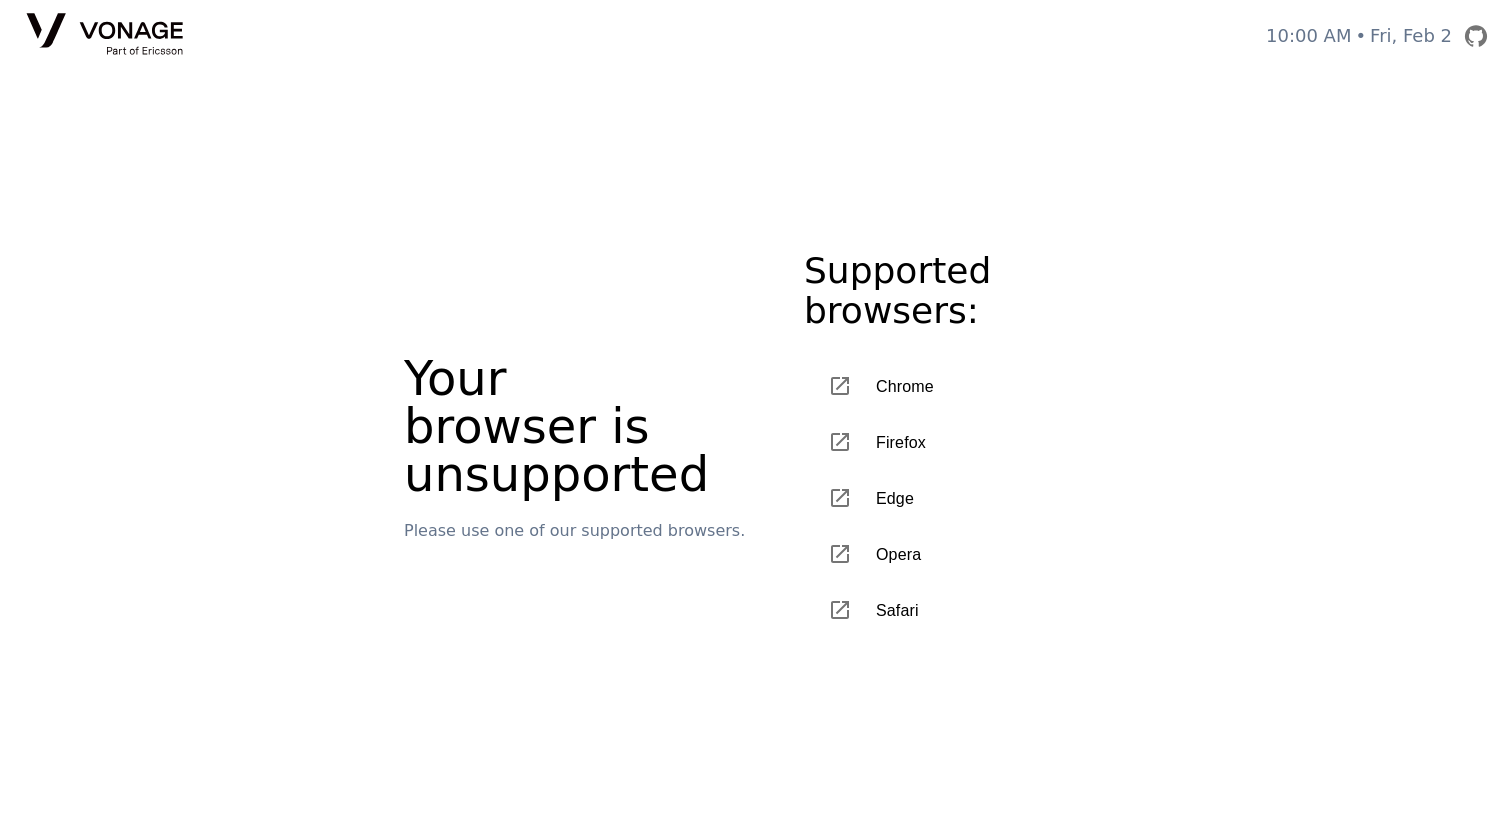 VONAGE
Part of Ericsson
10:00 AM • Fri, Feb 2
Your
browser is
unsupported
Please use one of our supported browsers.
Supported
browsers:
Chrome
Firefox
Edge
Opera
Safari